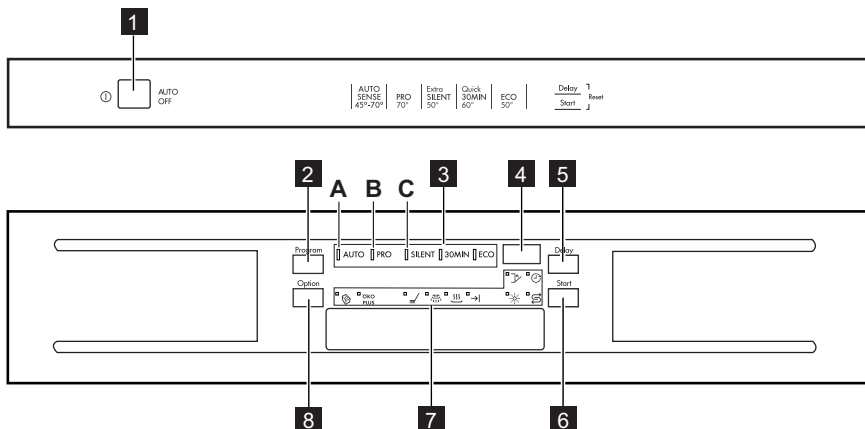 1
AUTO
OFF
AUTO
SENSE
45°-70°
PRO
70°
Extra
SILENT
50°
Quick
30MIN
60°
ECO
50°
Delay
Start
Reset
2
A
B
C
3
4
5
Program
AUTO
PRO
SILENT
30MIN
ECO
Delay
Option
ÖKO
PLUS
Start
8
7
6